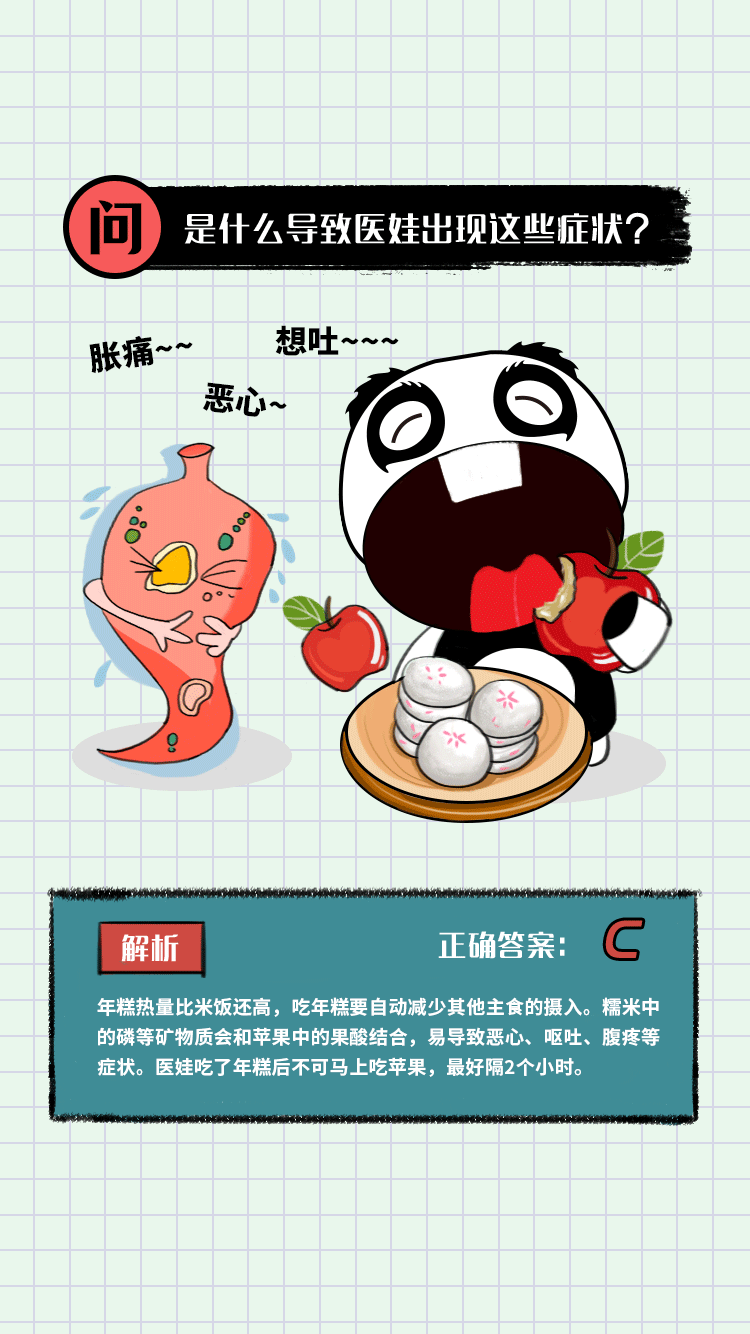 问
是什么导致医娃出现这些症状？
胀痛~~
想吐~~~
恶心~
解析
正确答案：C
年糕热量比米饭还高，吃年糕要自动减少其他主食的摄入。糯米中
的磷等矿物质会和苹果中的果酸结合，易导致恶心、呕吐、腹疼等
症状。医娃吃了年糕后不可马上吃苹果，最好隔2个小时。